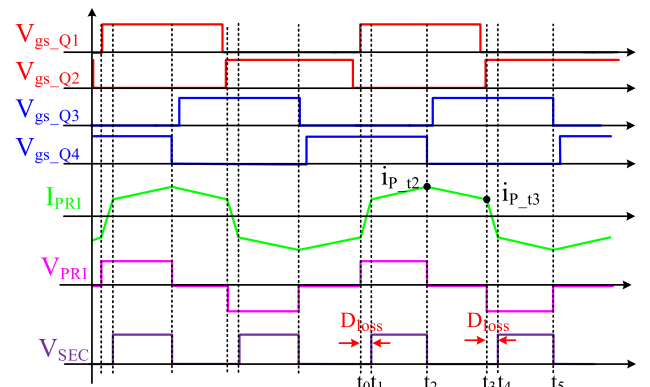 Vgs_Q1
Vgs_Q2
Vgs_Q3
Vgs_Q4
iP_t2
iP_t3
IPRI
VPRI
Dloss Dloss
VSEC
t0 t1 t2 t3 t4 t5